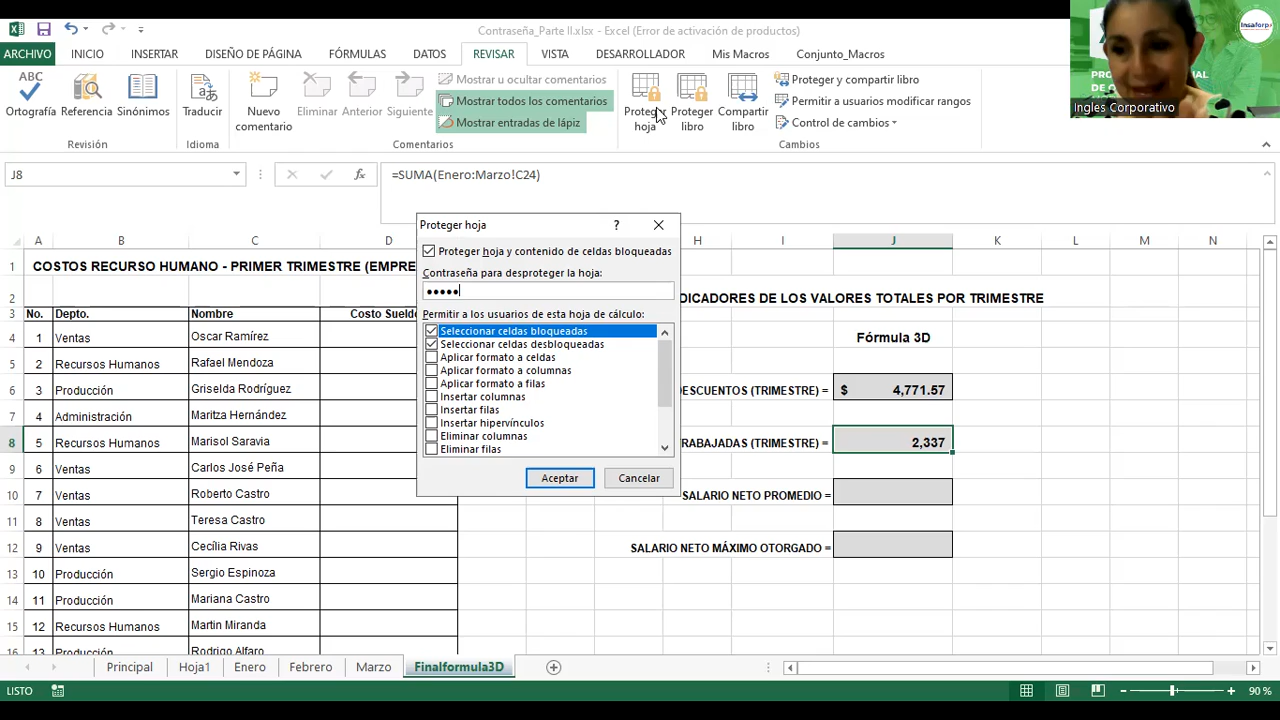 Contraseña_Parte II.xlsx - Excel (Error de activación de productos)
ARCHIVO INICIO INSERTAR DISEÑO DE PÁGINA FÓRMULAS DATOS REVISAR VISTA DESARROLLADOR Mis Macros Conjunto_Macros
Ortografía Referencia Sinónimos
Revisión
Traducir
Idioma
Nuevo comentario
Eliminar Anterior Siguiente
Mostrar u ocultar comentarios
Mostrar todos los comentarios
Mostrar entradas de lápiz
Comentarios
Proteger hoja
Proteger libro
Compartir libro
Proteger y compartir libro
Permitir a usuarios modificar rangos
Control de cambios
Cambios
Ingles Corporativo
Insaforp
J8
=SUMA(Enero:Marzo!C24)
A B C D H I J K L M N
1 COSTOS RECURSO HUMANO - PRIMER TRIMESTRE (EMPRE
2 DICADORES DE LOS VALORES TOTALES POR TRIMESTRE
3 No. Depto. Nombre Costo Sueld
4 1 Ventas Oscar Ramírez Fórmula 3D
5 2 Recursos Humanos Rafael Mendoza
6 3 Producción Griselda Rodríguez DESCUENTOS (TRIMESTRE) = $ 4,771.57
7 4 Administración Maritza Hernández
8 5 Recursos Humanos Marisol Saravia RABAJADAS (TRIMESTRE) = 2,337
9 6 Ventas Carlos José Peña
10 7 Ventas Roberto Castro SALARIO NETO PROMEDIO =
11 8 Ventas Teresa Castro
12 9 Ventas Cecília Rivas SALARIO NETO MÁXIMO OTORGADO =
13 10 Producción Sergio Espinoza
14 11 Producción Mariana Castro
15 12 Recursos Humanos Martin Miranda
16 13 Producción Rodrigo Alfaro
Proteger hoja ?
Proteger hoja y contenido de celdas bloqueadas
Contraseña para desproteger la hoja:
•••••
Permitir a los usuarios de esta hoja de cálculo:
Seleccionar celdas bloqueadas
Seleccionar celdas desbloqueadas
Aplicar formato a celdas
Aplicar formato a columnas
Aplicar formato a filas
Insertar columnas
Insertar filas
Insertar hipervínculos
Eliminar columnas
Eliminar filas
Aceptar Cancelar
Principal Hoja1 Enero Febrero Marzo Finalformula3D
LISTO 90 %